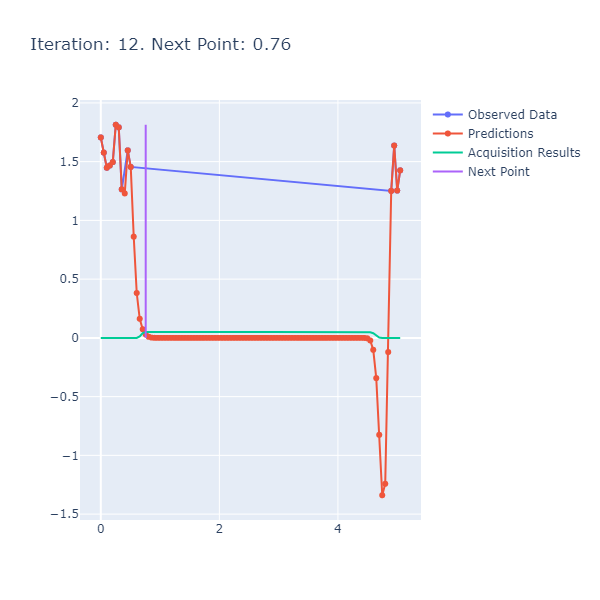 Iteration: 12. Next Point: 0.76
Observed Data
Predictions
Acquisition Results
Next Point
2
1.5
1
0.5
0
−0.5
−1
−1.5
0
2
4